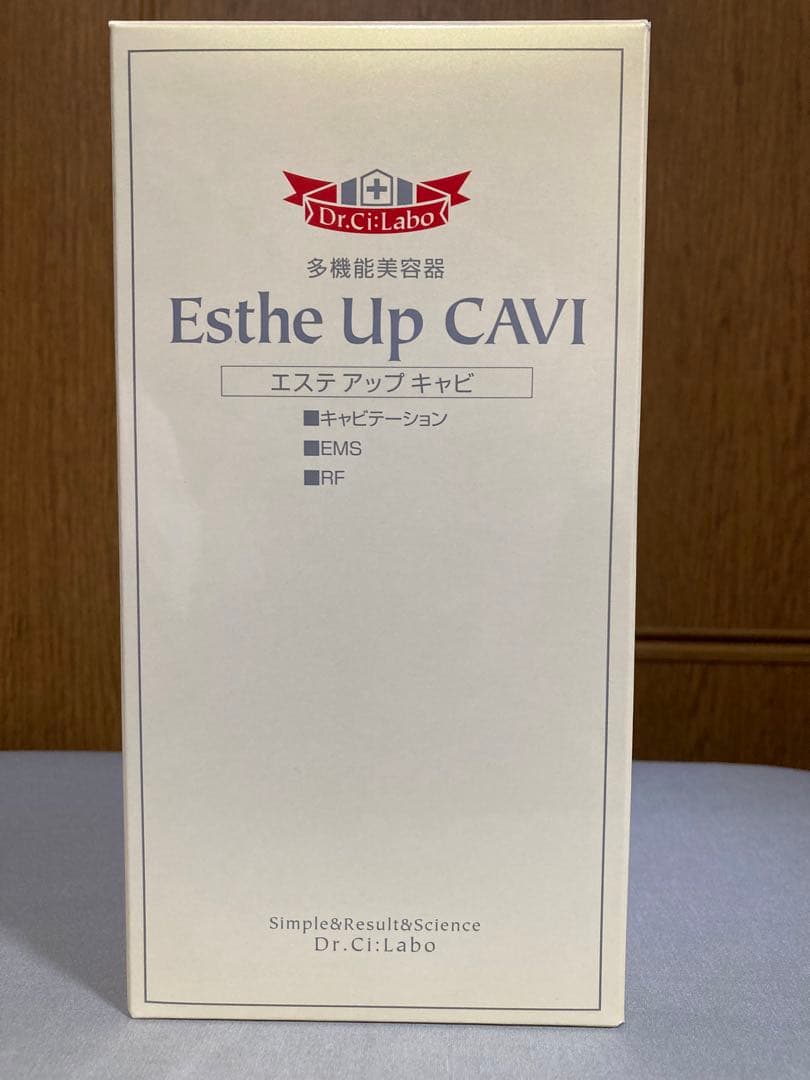 Dr.Ci:Labo
多機能美容器
Esthe Up CAVI
エステ アップ キャビ
■キャビテーション
■EMS
■RF
Simple&Result&Science
Dr.Ci:Labo